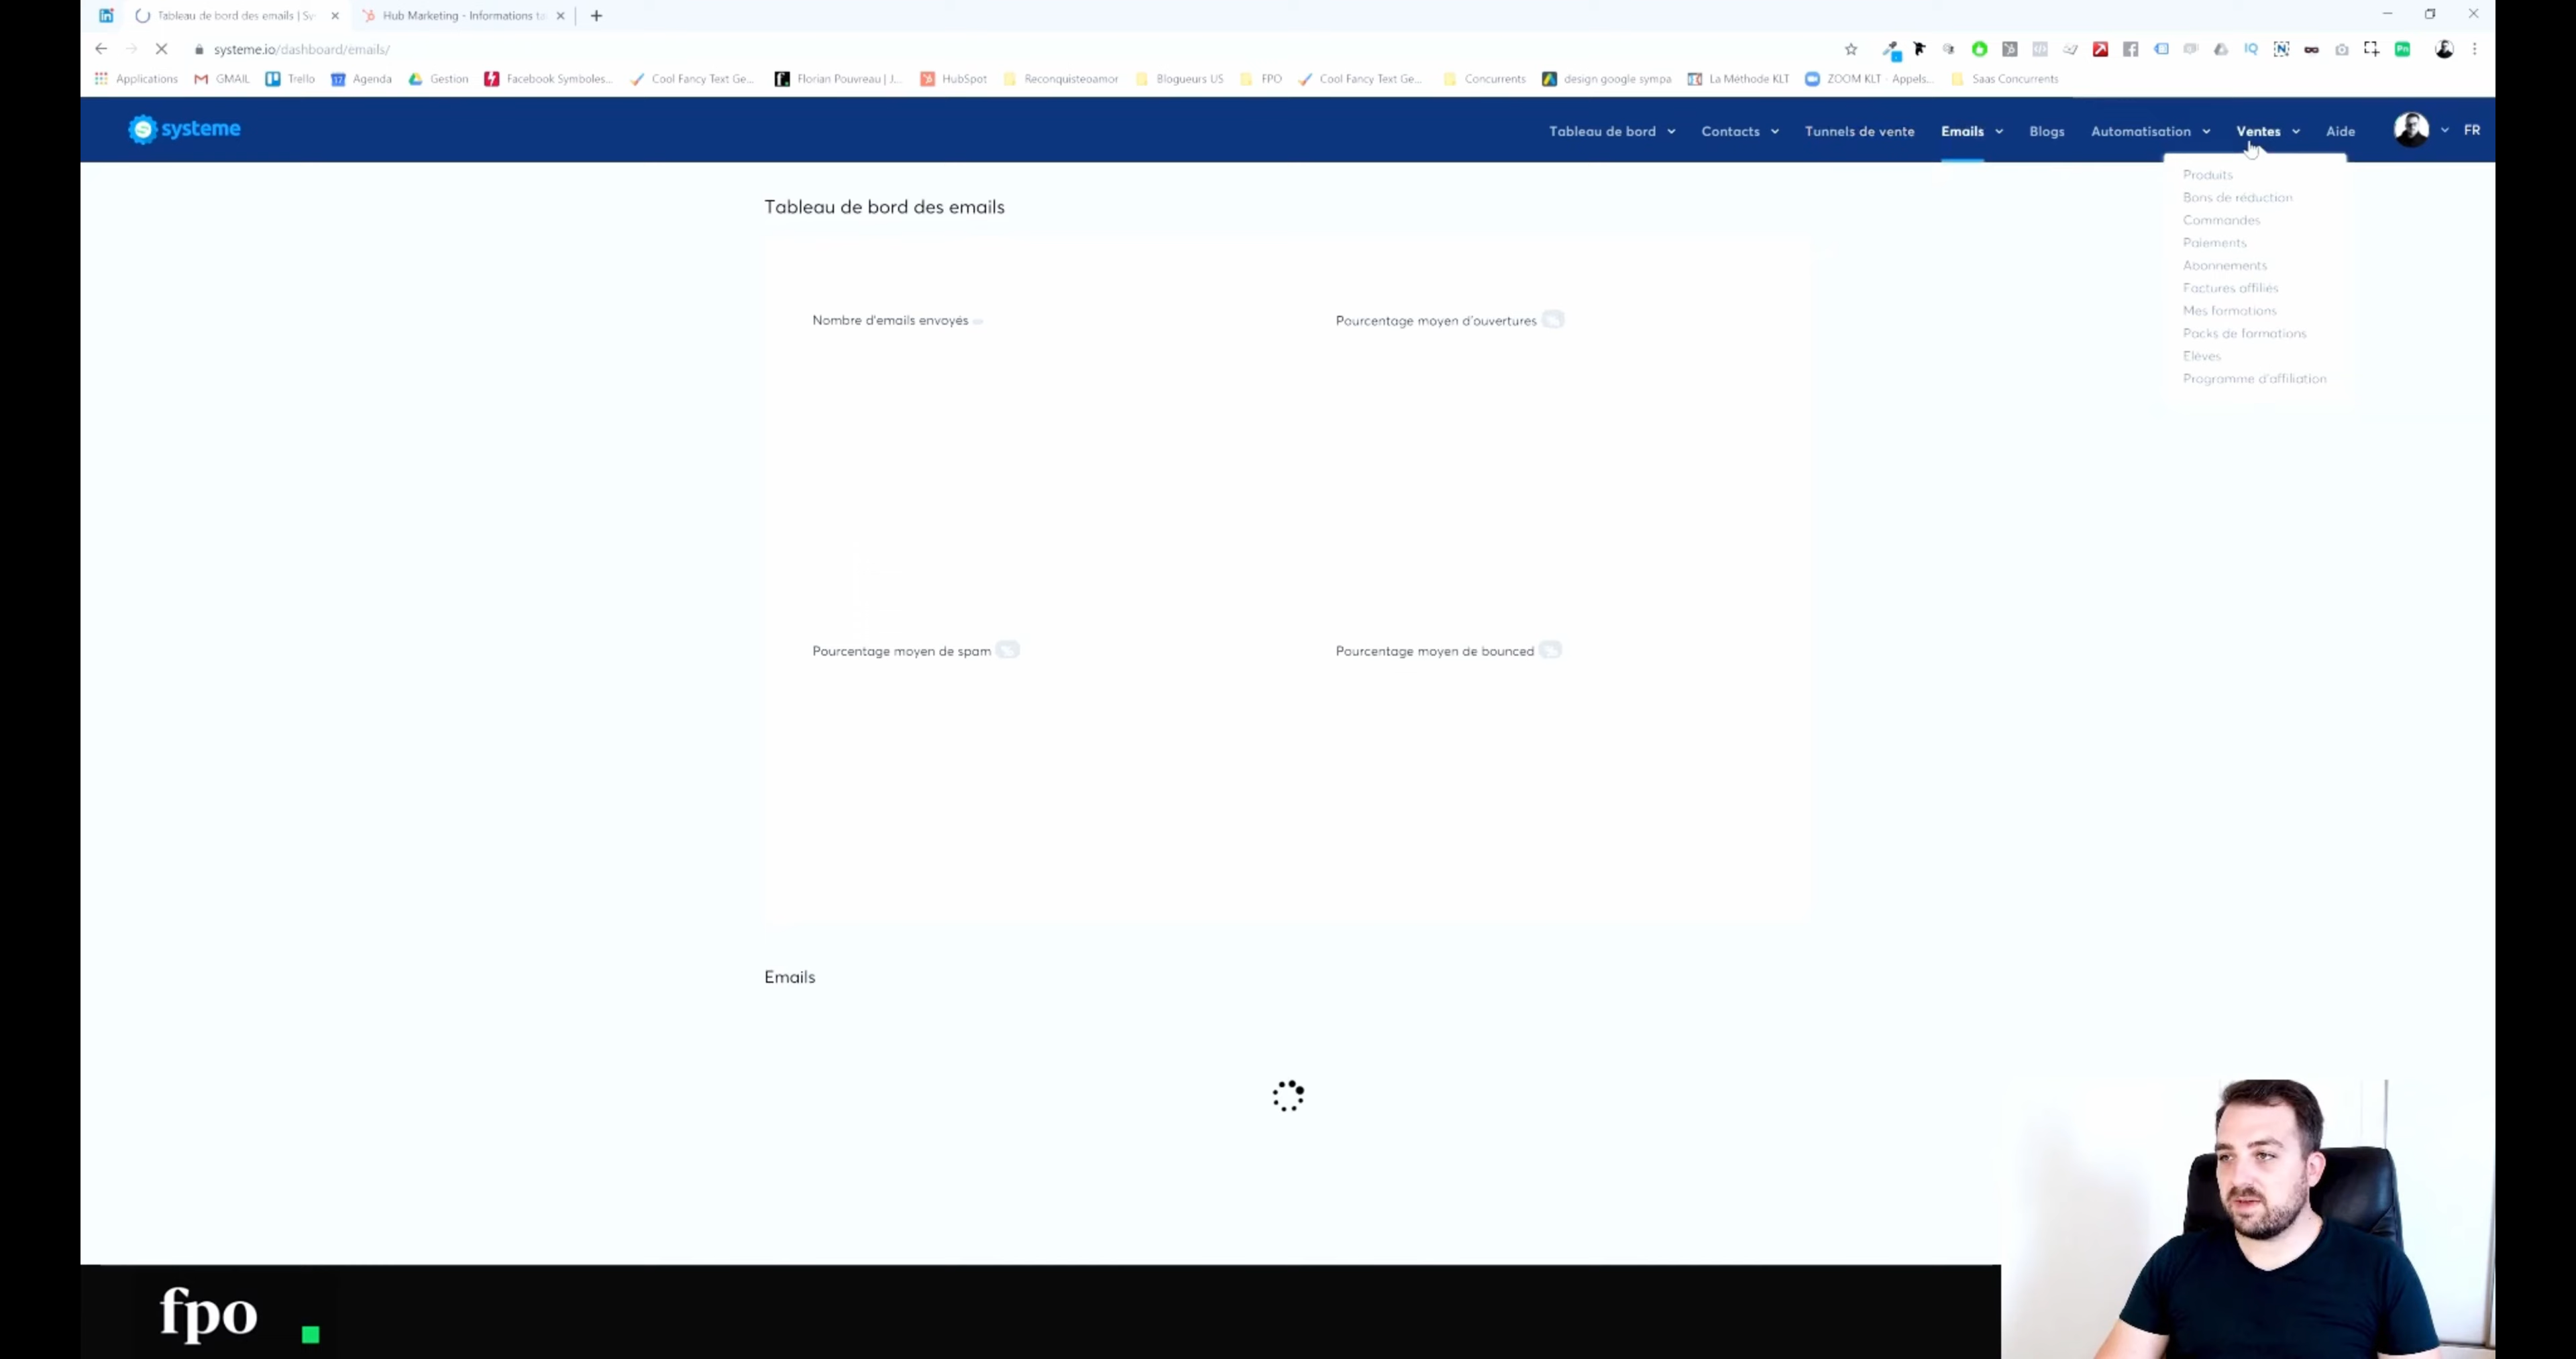 Tableau de bord des emails | Sy
Hub Marketing - Informations ta
systeme.io/dashboard/emails/
Applications GMAIL Trello Agenda Gestion Facebook Symboles... Cool Fancy Text Ge... Florian Pouvreau | J... HubSpot Reconquisteoamor Blogueurs US FPO Cool Fancy Text Ge... Concurrents design google sympa La Méthode KLT ZOOM KLT - Appels... Saas Concurrents
systeme
Tableau de bord Contacts Tunnels de vente Emails Blogs Automatisation Ventes Aide FR
Produits
Bons de réduction
Commandes
Paiements
Abonnements
Factures affiliés
Mes formations
Packs de formations
Elèves
Programme d'affiliation
Tableau de bord des emails
Nombre d'emails envoyés
Pourcentage moyen d'ouvertures %
Pourcentage moyen de spam %
Pourcentage moyen de bounced %
Emails
fpo